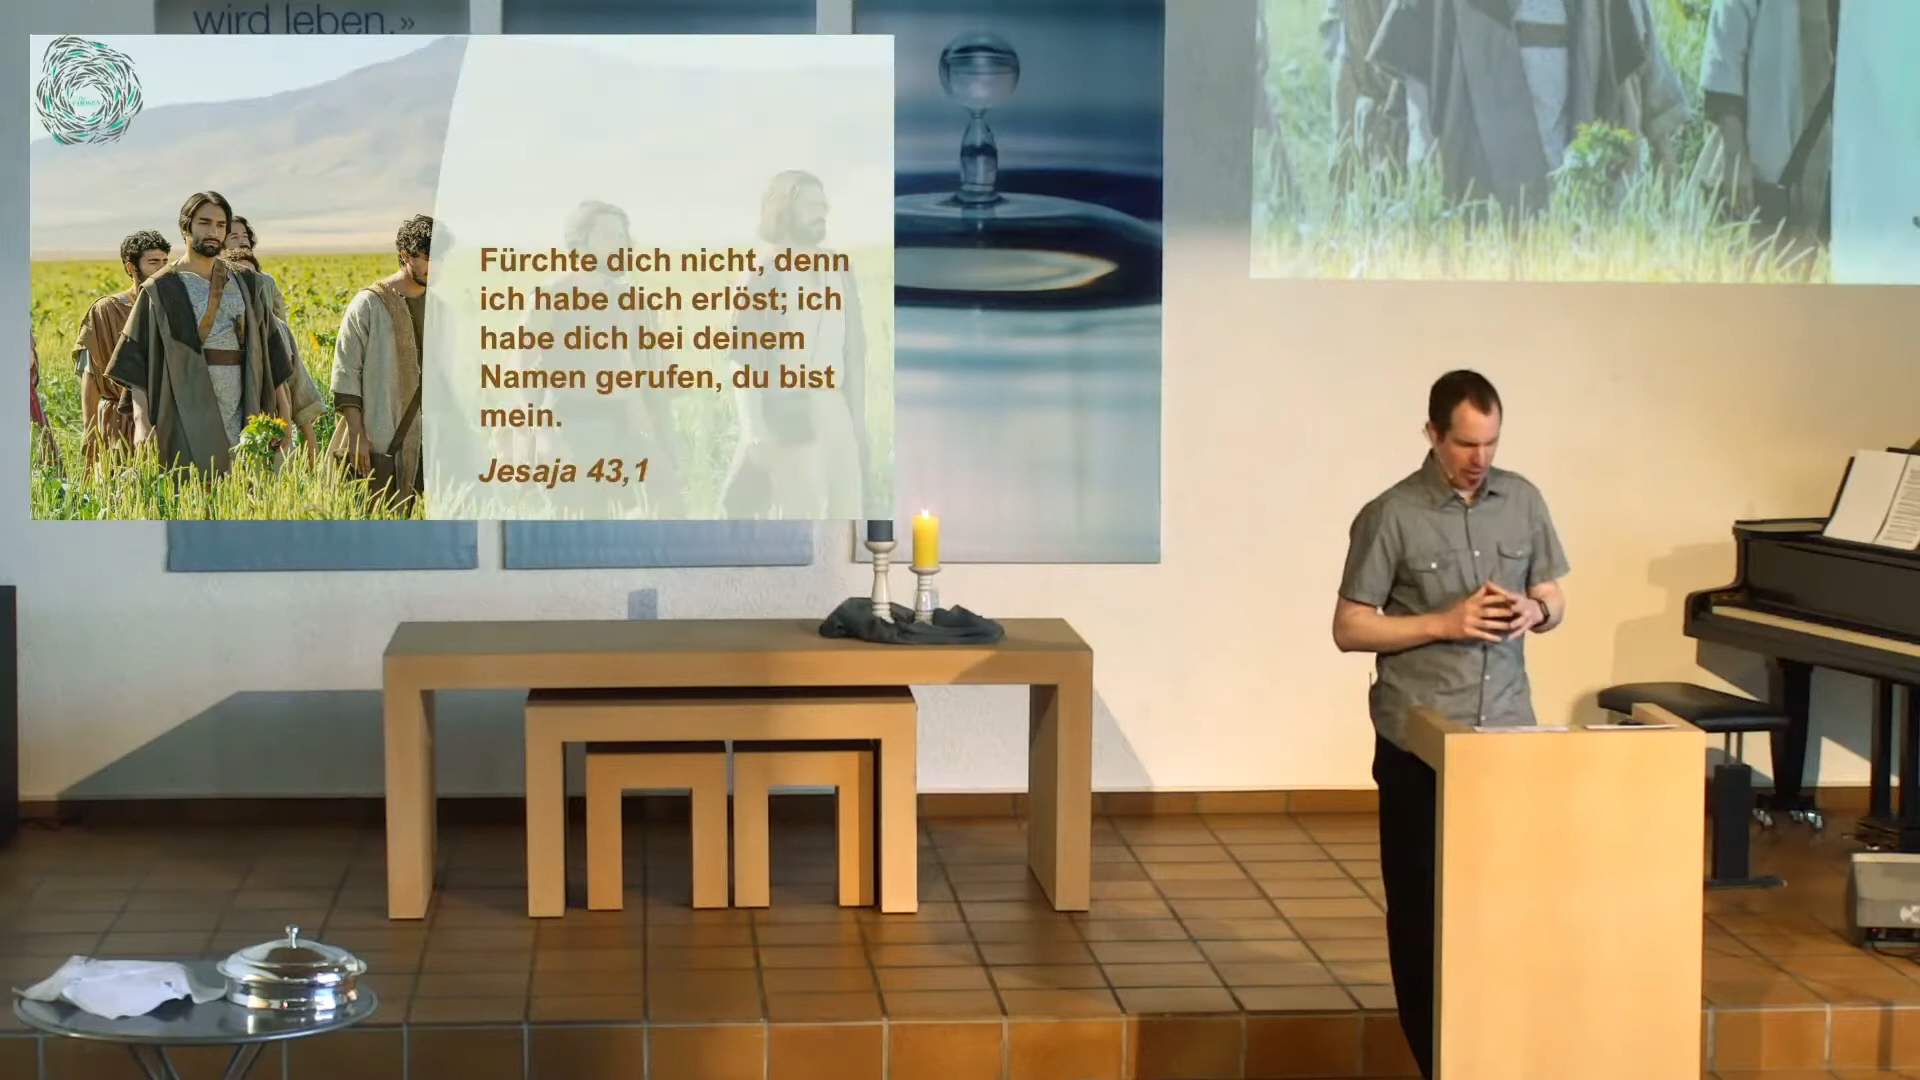 wird leben.»
CHOSEN
Fürchte dich nicht, denn
ich habe dich erlöst; ich
habe dich bei deinem
Namen gerufen, du bist
mein.
Jesaja 43,1